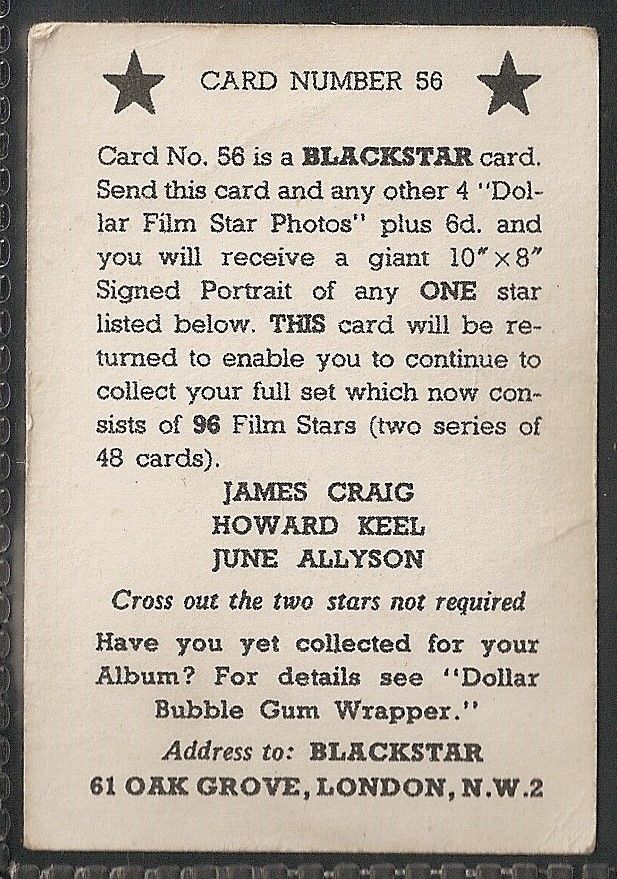 CARD NUMBER 56
Card No. 56 is a BLACKSTAR card.
Send this card and any other 4 "Dol-
lar Film Star Photos" plus 6d. and
you will receive a giant 10″×8″
Signed Portrait of any ONE star
listed below. THIS card will be re-
turned to enable you to continue to
collect your full set which now con-
sists of 96 Film Stars (two series of
48 cards).
JAMES CRAIG
HOWARD KEEL
JUNE ALLYSON
Cross out the two stars not required
Have you yet collected for your
Album? For details see "Dollar
Bubble Gum Wrapper."
Address to: BLACKSTAR
61 OAK GROVE, LONDON, N.W.2